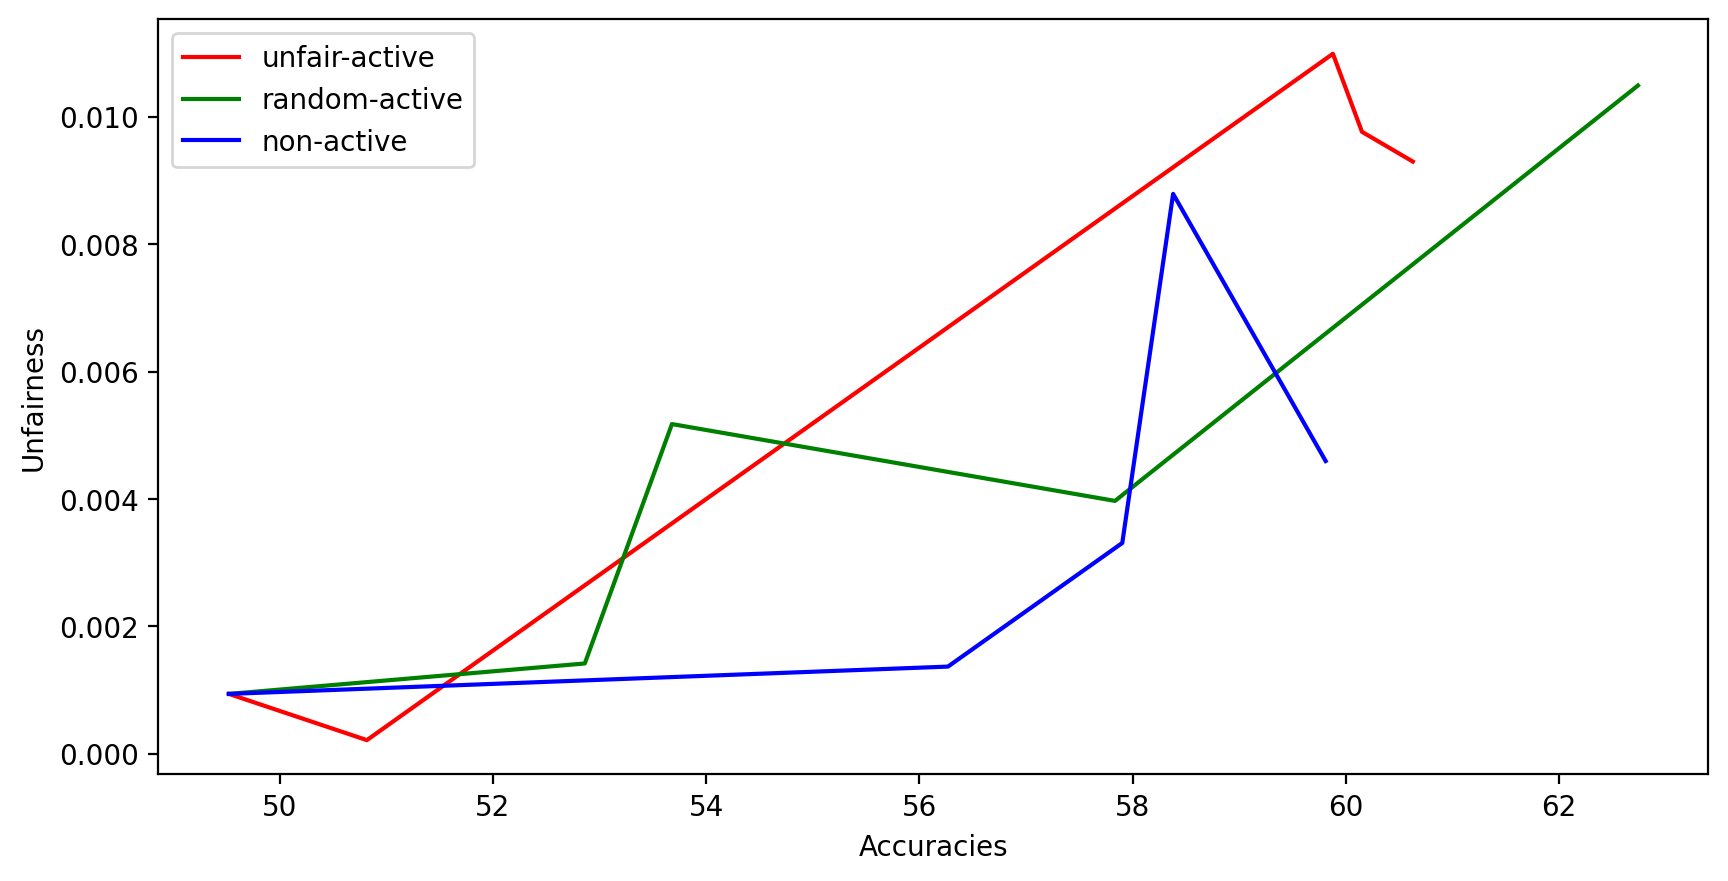 unfair-active
random-active
non-active
0.010
0.008
0.006
0.004
0.002
0.000
Unfairness
50 52 54 56 58 60 62
Accuracies